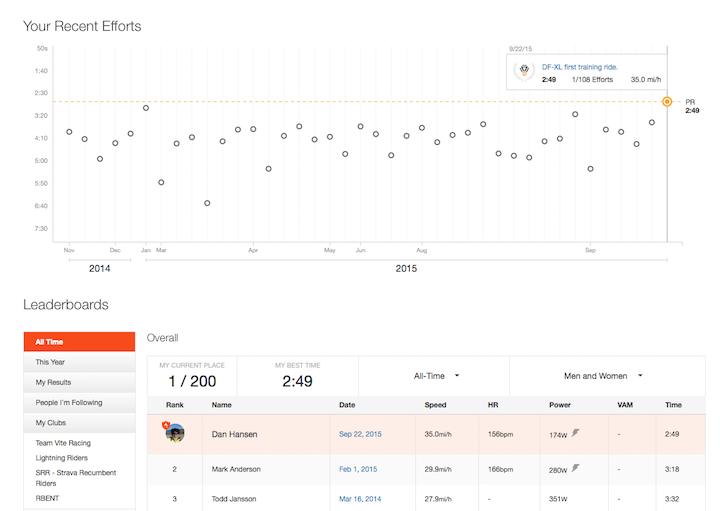 Your Recent Efforts
50s
9/22/15
DF-XL first training ride.
2:49 1/108 Efforts 35.0 mi/h
1:40
2:30
PR
2:49
3:20
4:10
5:00
5:50
6:40
7:30
Nov Dec Jan Mar Apr May Jun Aug Sep
2014 2015
Leaderboards
All Time
This Year
My Results
People I'm Following
My Clubs
Team Vite Racing
Lightning Riders
SRR - Strava Recumbent
Riders
RBENT
Overall
MY CURRENT PLACE
1 / 200
MY BEST TIME
2:49
All-Time
Men and Women
Rank Name Date Speed HR Power VAM Time
Dan Hansen Sep 22, 2015 35.0mi/h 156bpm 174W - 2:49
2 Mark Anderson Feb 1, 2015 29.9mi/h 166bpm 280W - 3:18
3 Todd Jansson Mar 16, 2014 27.9mi/h - 351W - 3:32